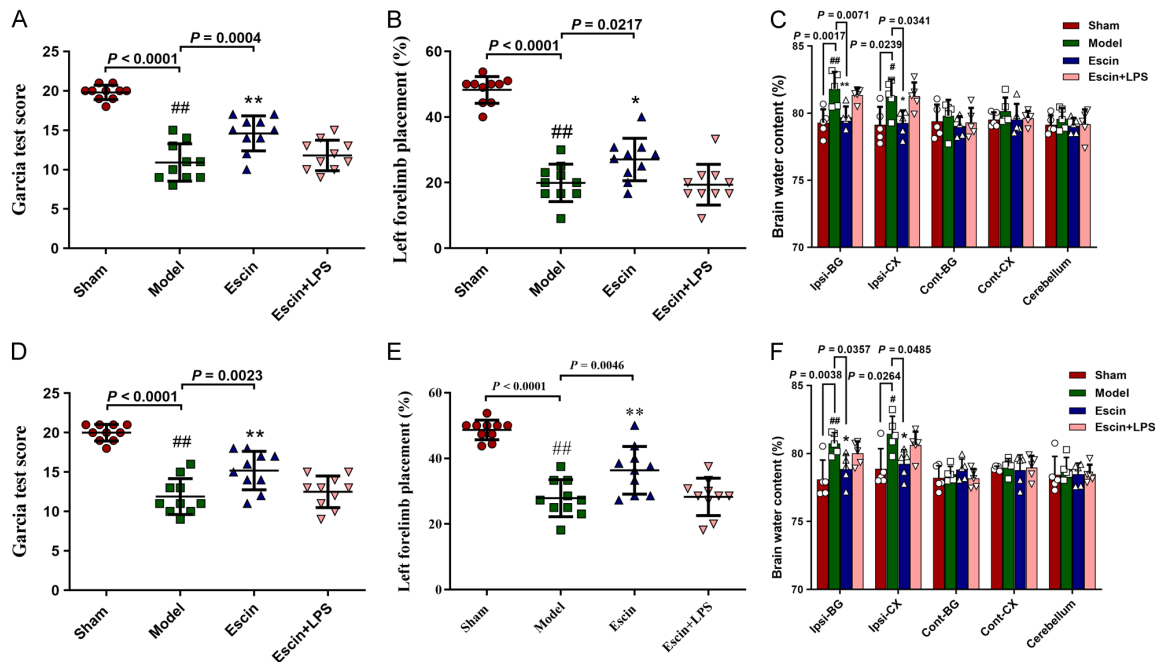 A
P = 0.0004
P < 0.0001
Garcia test score
25
20
15
10
5
0
##
**
Sham
Model
Escin
Escin+LPS
B
P = 0.0217
P < 0.0001
Left forelimb placement (%)
60
40
20
0
##
*
Sham
Model
Escin
Escin+LPS
C
P = 0.0071
P = 0.0341
P = 0.0017
P = 0.0239
Sham
Model
Escin
Escin+LPS
Brain water content (%)
85
80
75
70
##
**
#
*
Ipsi-BG
Ipsi-CX
Cont-BG
Cont-CX
Cerebellum
D
P = 0.0023
P < 0.0001
Garcia test score
25
20
15
10
5
0
##
**
Sham
Model
Escin
Escin+LPS
E
P = 0.0046
P < 0.0001
Left forelimb placement (%)
60
40
20
0
##
**
Sham
Model
Escin
Escin+LPS
F
P = 0.0357
P = 0.0485
P = 0.0038
P = 0.0264
Sham
Model
Escin
Escin+LPS
Brain water content (%)
85
80
75
70
##
*
#
*
Ipsi-BG
Ipsi-CX
Cont-BG
Cont-CX
Cerebellum